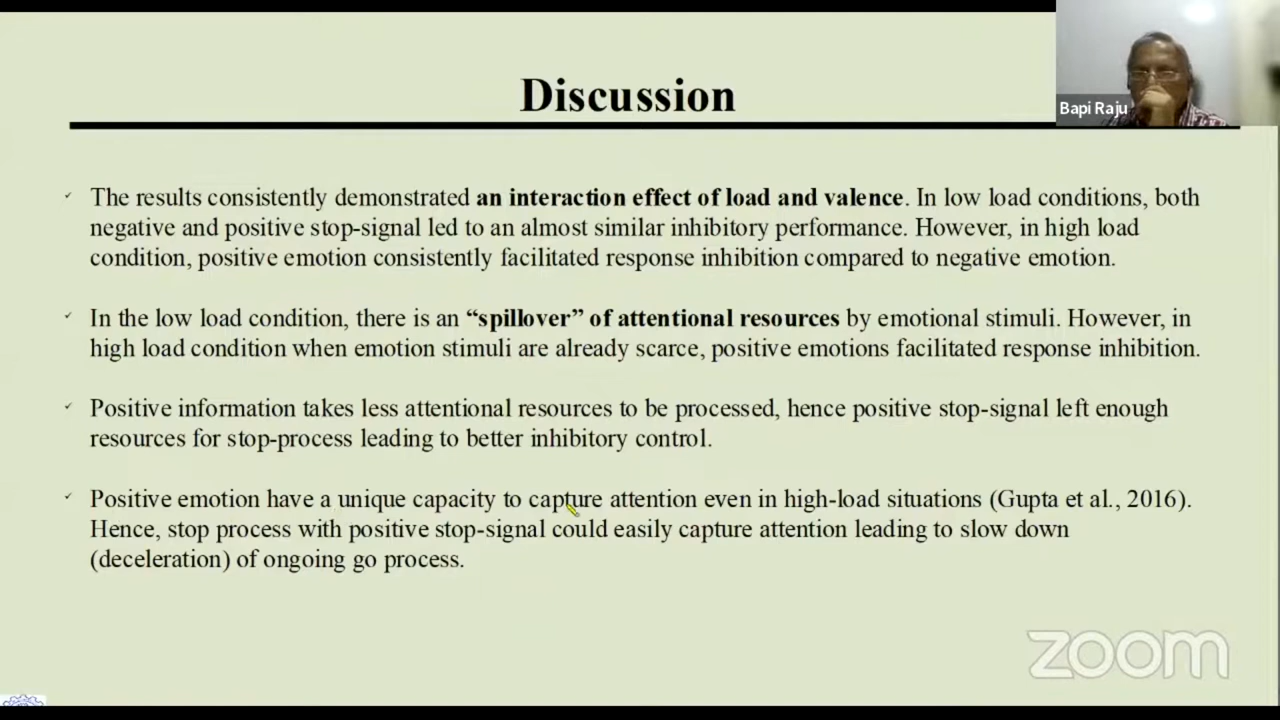 Discussion
Bapi Raju
✓ The results consistently demonstrated an interaction effect of load and valence. In low load conditions, both
negative and positive stop-signal led to an almost similar inhibitory performance. However, in high load
condition, positive emotion consistently facilitated response inhibition compared to negative emotion.
✓ In the low load condition, there is an “spillover” of attentional resources by emotional stimuli. However, in
high load condition when emotion stimuli are already scarce, positive emotions facilitated response inhibition.
✓ Positive information takes less attentional resources to be processed, hence positive stop-signal left enough
resources for stop-process leading to better inhibitory control.
✓ Positive emotion have a unique capacity to capture attention even in high-load situations (Gupta et al., 2016).
Hence, stop process with positive stop-signal could easily capture attention leading to slow down
(deceleration) of ongoing go process.
zoom